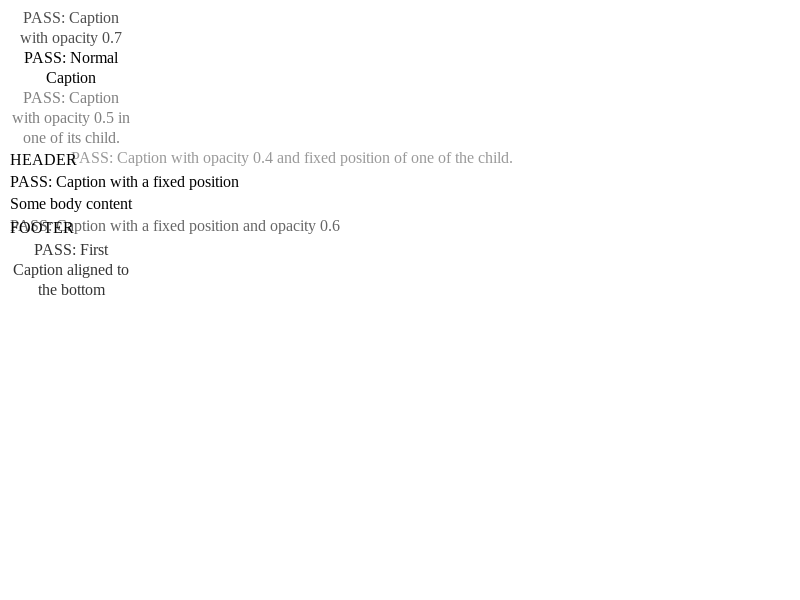 PASS: Caption
with opacity 0.7
PASS: Normal
Caption
PASS: Caption
with opacity 0.5 in
one of its child.
HEADER
PASS: Caption with opacity 0.4 and fixed position of one of the child.
PASS: Caption with a fixed position
Some body content
PASS: Caption with a fixed position and opacity 0.6
FOOTER
PASS: First
Caption aligned to
the bottom